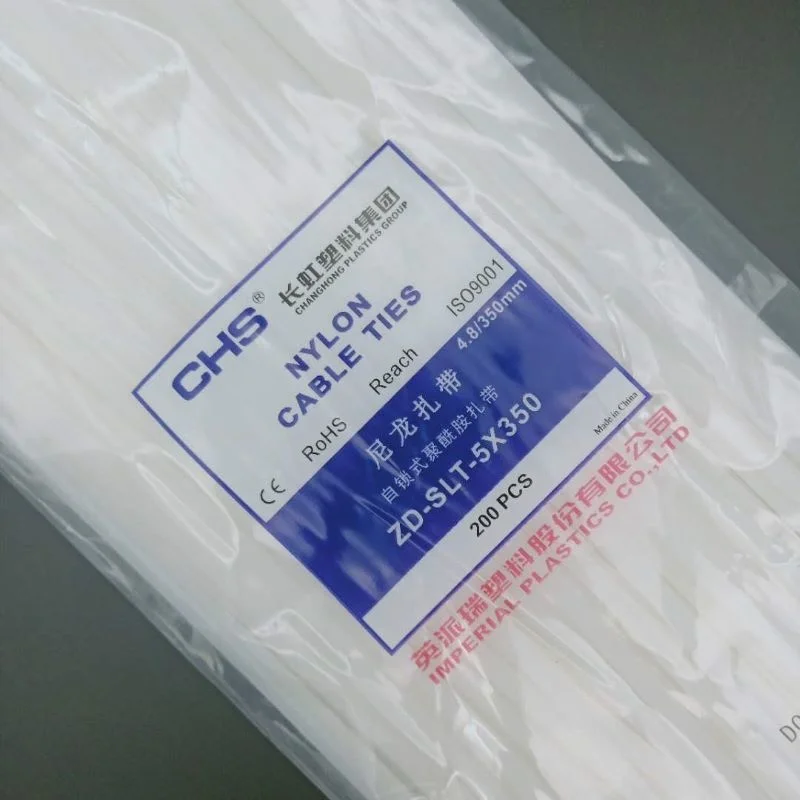 CHS®
长虹塑料集团
CHANGHONG PLASTICS GROUP
NYLON
CABLE TIES
CE RoHS Reach ISO9001
尼龙扎带 4.8/350mm
自锁式聚酰胺扎带
ZD-SLT-5X350
200 PCS
Made in China
英派瑞塑料股份有限公司
IMPERIAL PLASTICS CO.,LTD